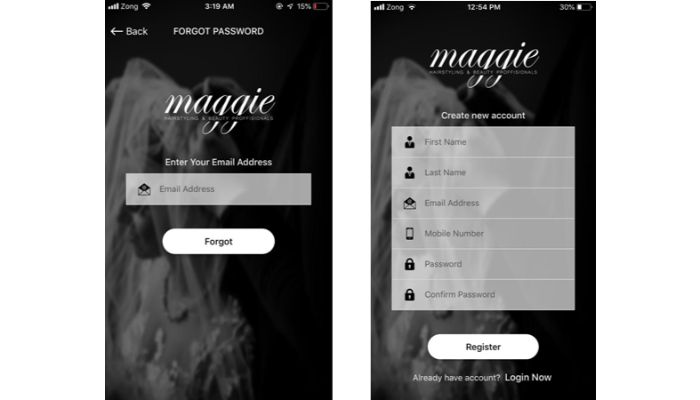 Zong 3:19 AM 15%
Back FORGOT PASSWORD
maggie
HAIRSTYLING & BEAUTY PROFFISIONALS
Enter Your Email Address
Email Address
Forgot
Zong 12:54 PM 30%
maggie
HAIRSTYLING & BEAUTY PROFFISIONALS
Create new account
First Name
Last Name
Email Address
Mobile Number
Password
Confirm Password
Register
Already have account? Login Now